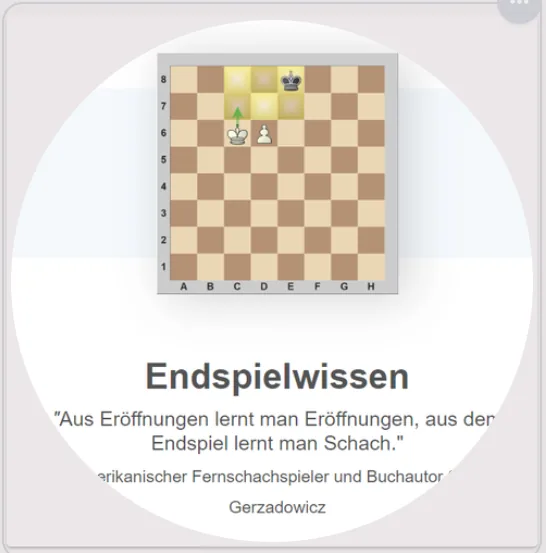 8
7
6
5
4
3
2
1
A B C D E F G H
Endspielwissen
"Aus Eröffnungen lernt man Eröffnungen, aus dem
Endspiel lernt man Schach."
Fernschachspieler und Buchautor
Gerzadowicz